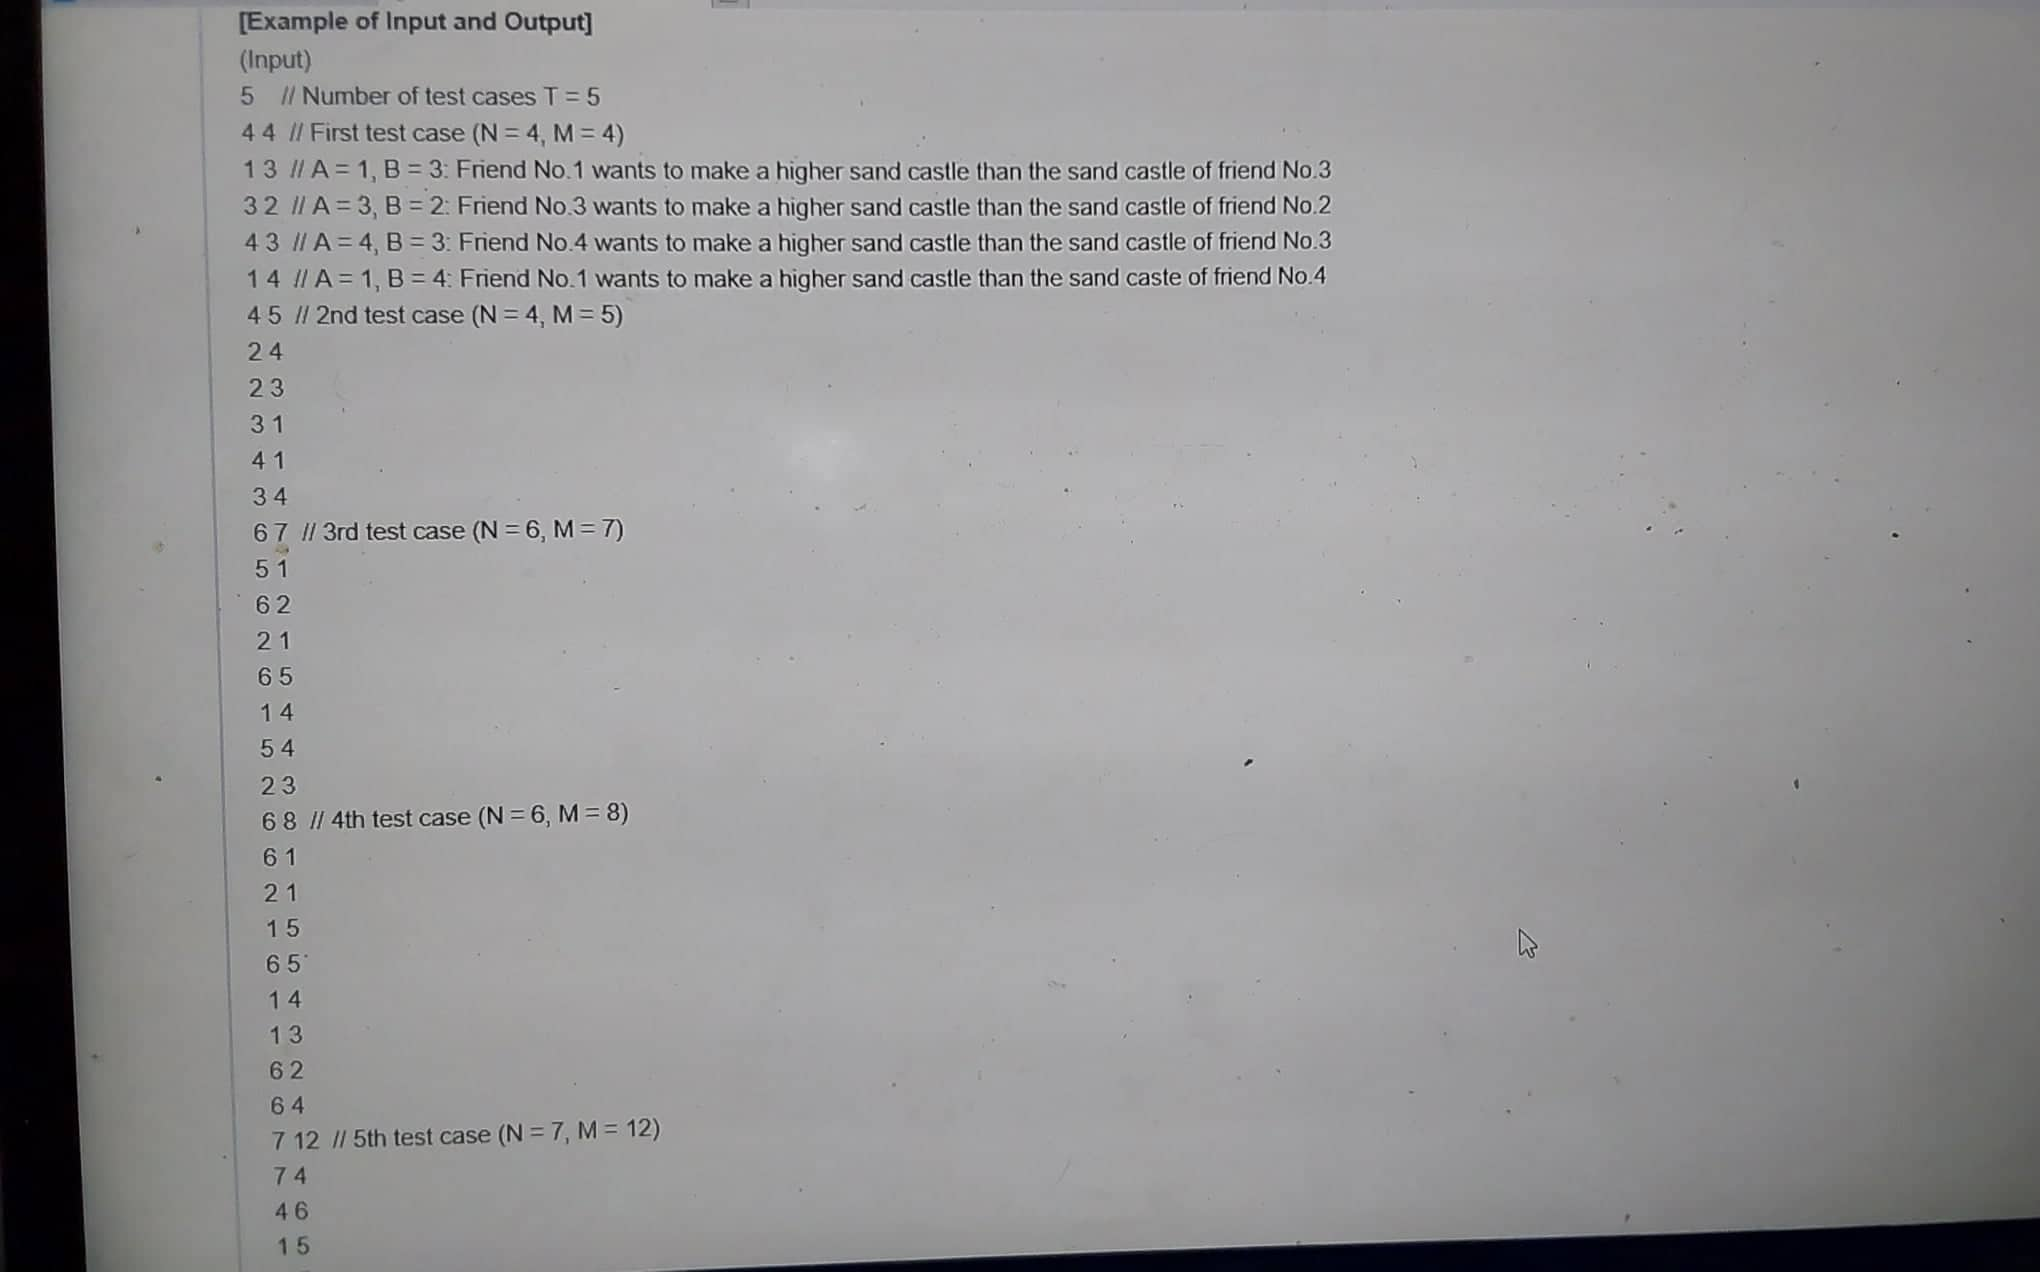 [Example of Input and Output]
(Input)
5 // Number of test cases T = 5
4 4 // First test case (N = 4, M = 4)
1 3 // A = 1, B = 3: Friend No.1 wants to make a higher sand castle than the sand castle of friend No.3
3 2 // A = 3, B = 2: Friend No.3 wants to make a higher sand castle than the sand castle of friend No.2
4 3 // A = 4, B = 3: Friend No.4 wants to make a higher sand castle than the sand castle of friend No.3
1 4 // A = 1, B = 4: Friend No.1 wants to make a higher sand castle than the sand caste of friend No.4
4 5 // 2nd test case (N = 4, M = 5)
2 4
2 3
3 1
4 1
3 4
6 7 // 3rd test case (N = 6, M = 7)
5 1
6 2
2 1
6 5
1 4
5 4
2 3
6 8 // 4th test case (N = 6, M = 8)
6 1
2 1
1 5
6 5
1 4
1 3
6 2
6 4
7 12 // 5th test case (N = 7, M = 12)
7 4
4 6
1 5